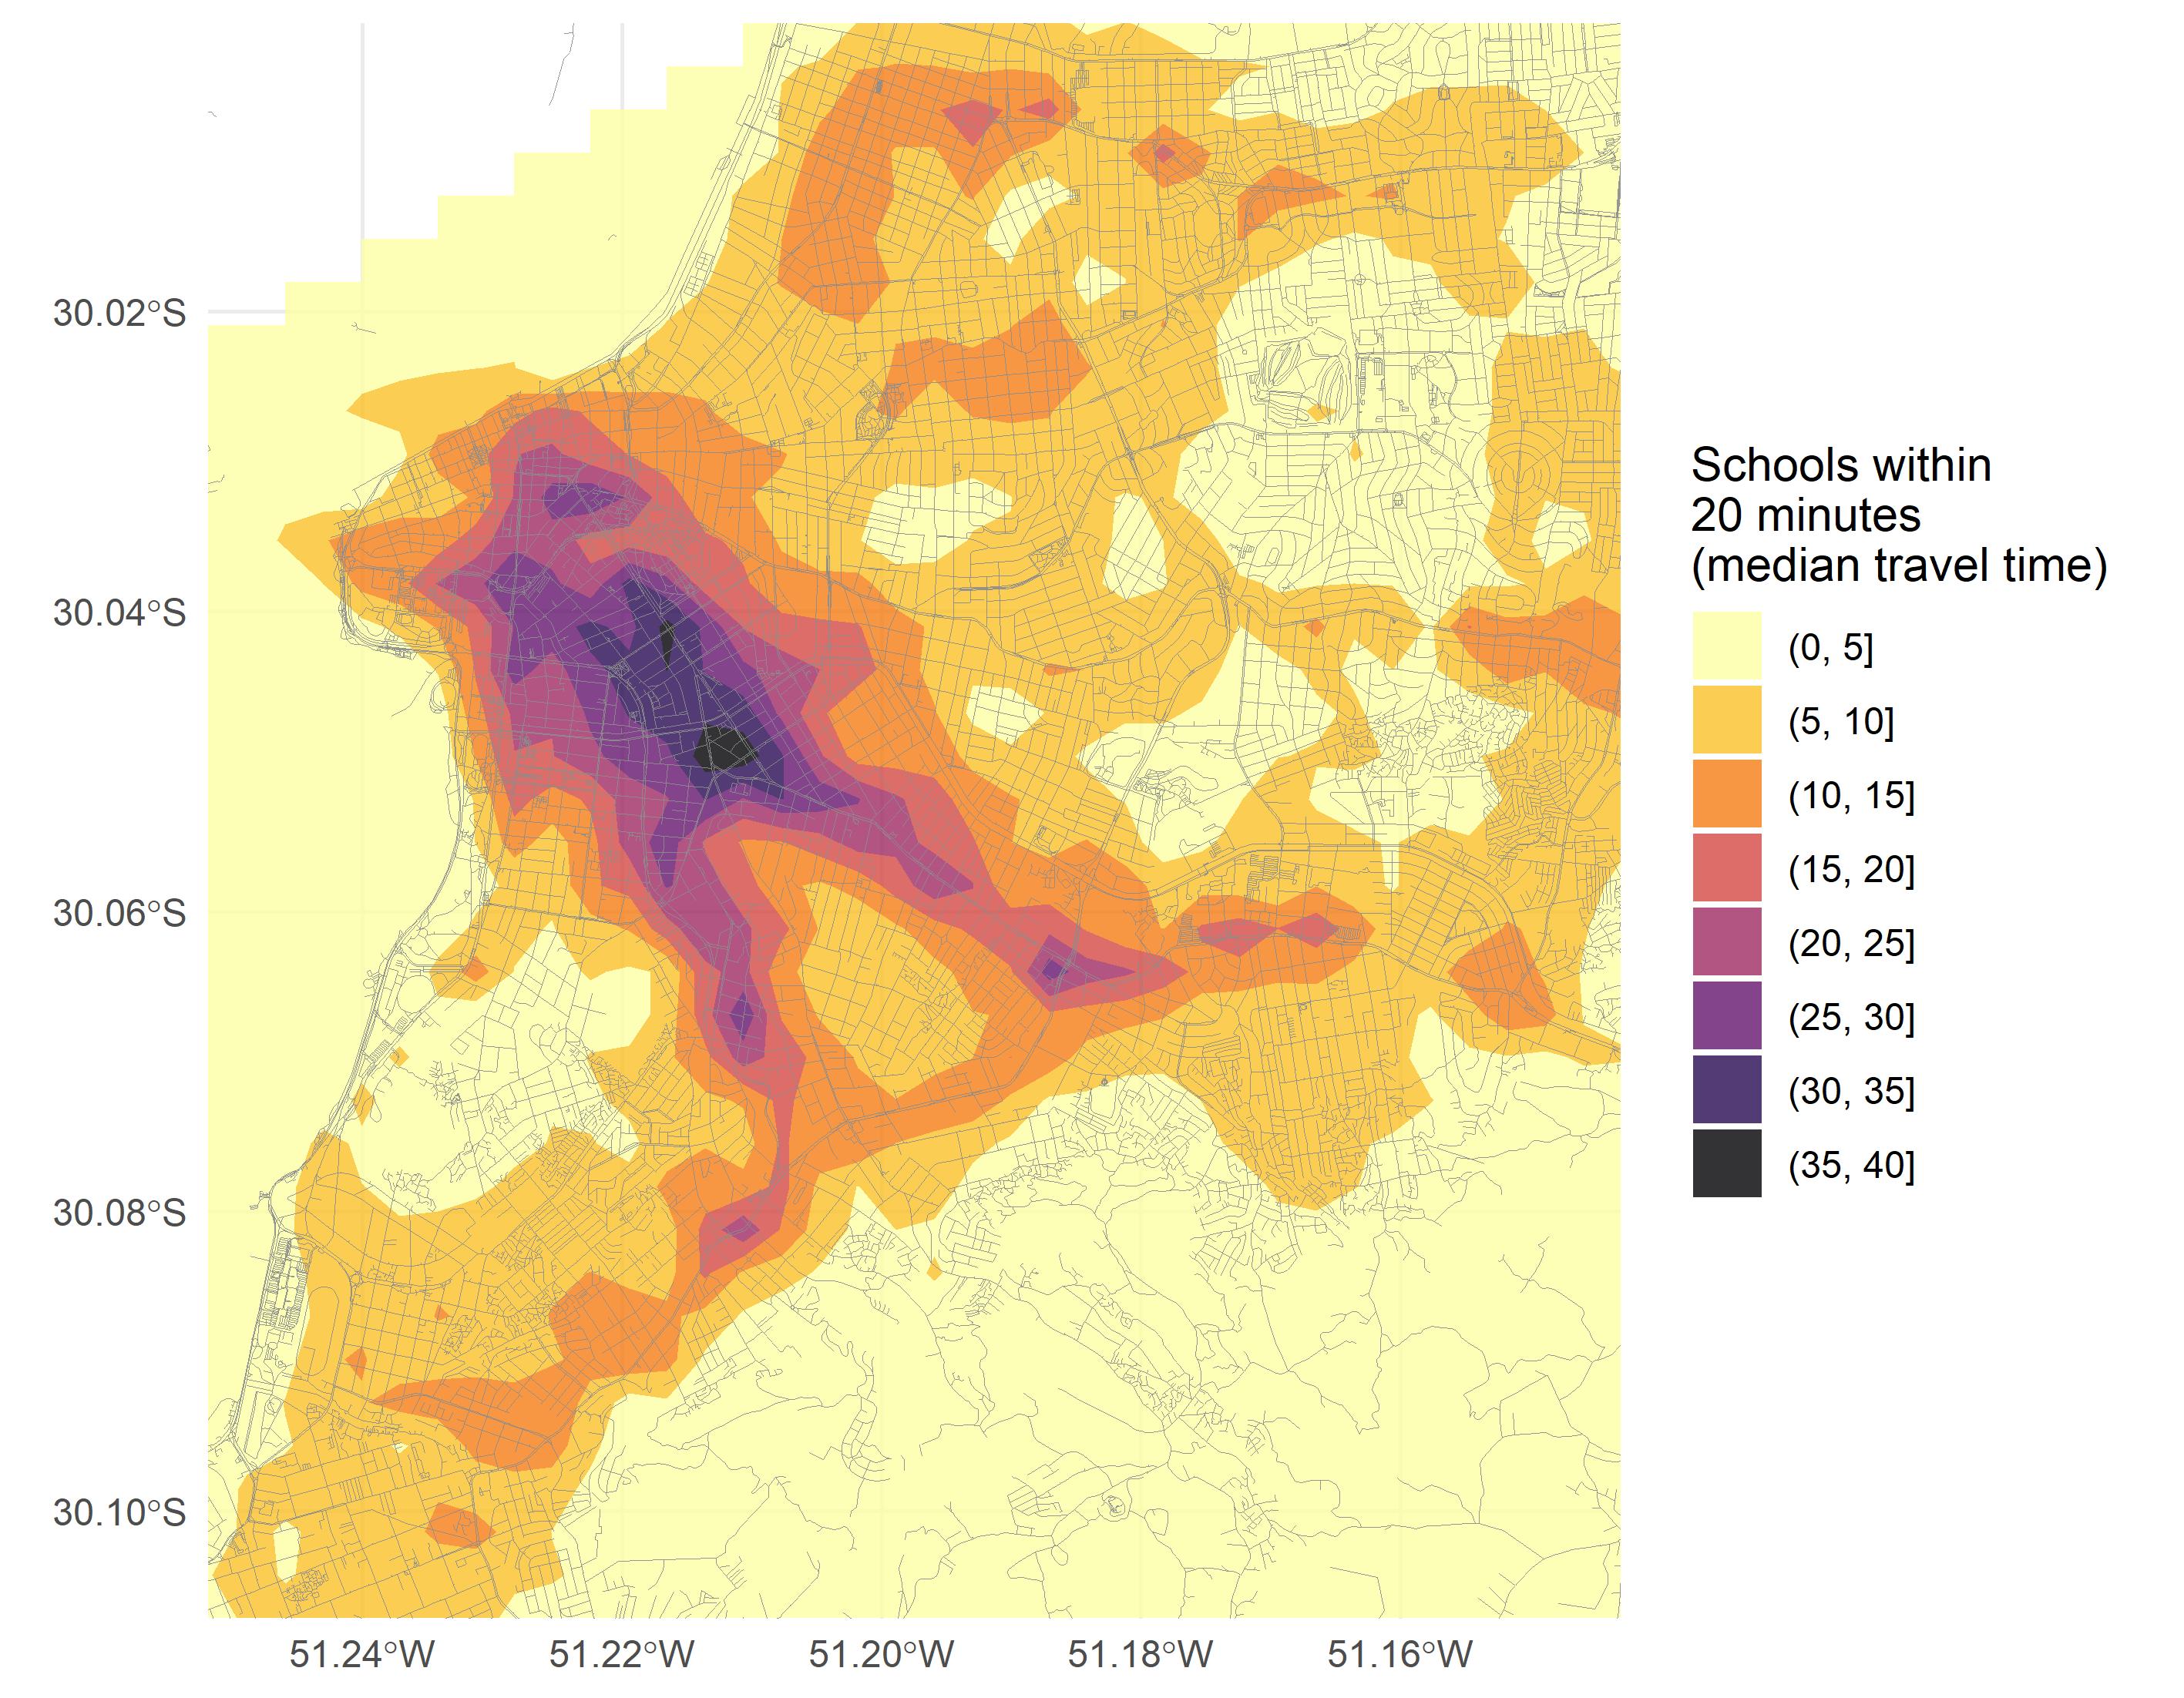 30.02°S
30.04°S
30.06°S
30.08°S
30.10°S
51.24°W 51.22°W 51.20°W 51.18°W 51.16°W
Schools within
20 minutes
(median travel time)
(0, 5]
(5, 10]
(10, 15]
(15, 20]
(20, 25]
(25, 30]
(30, 35]
(35, 40]